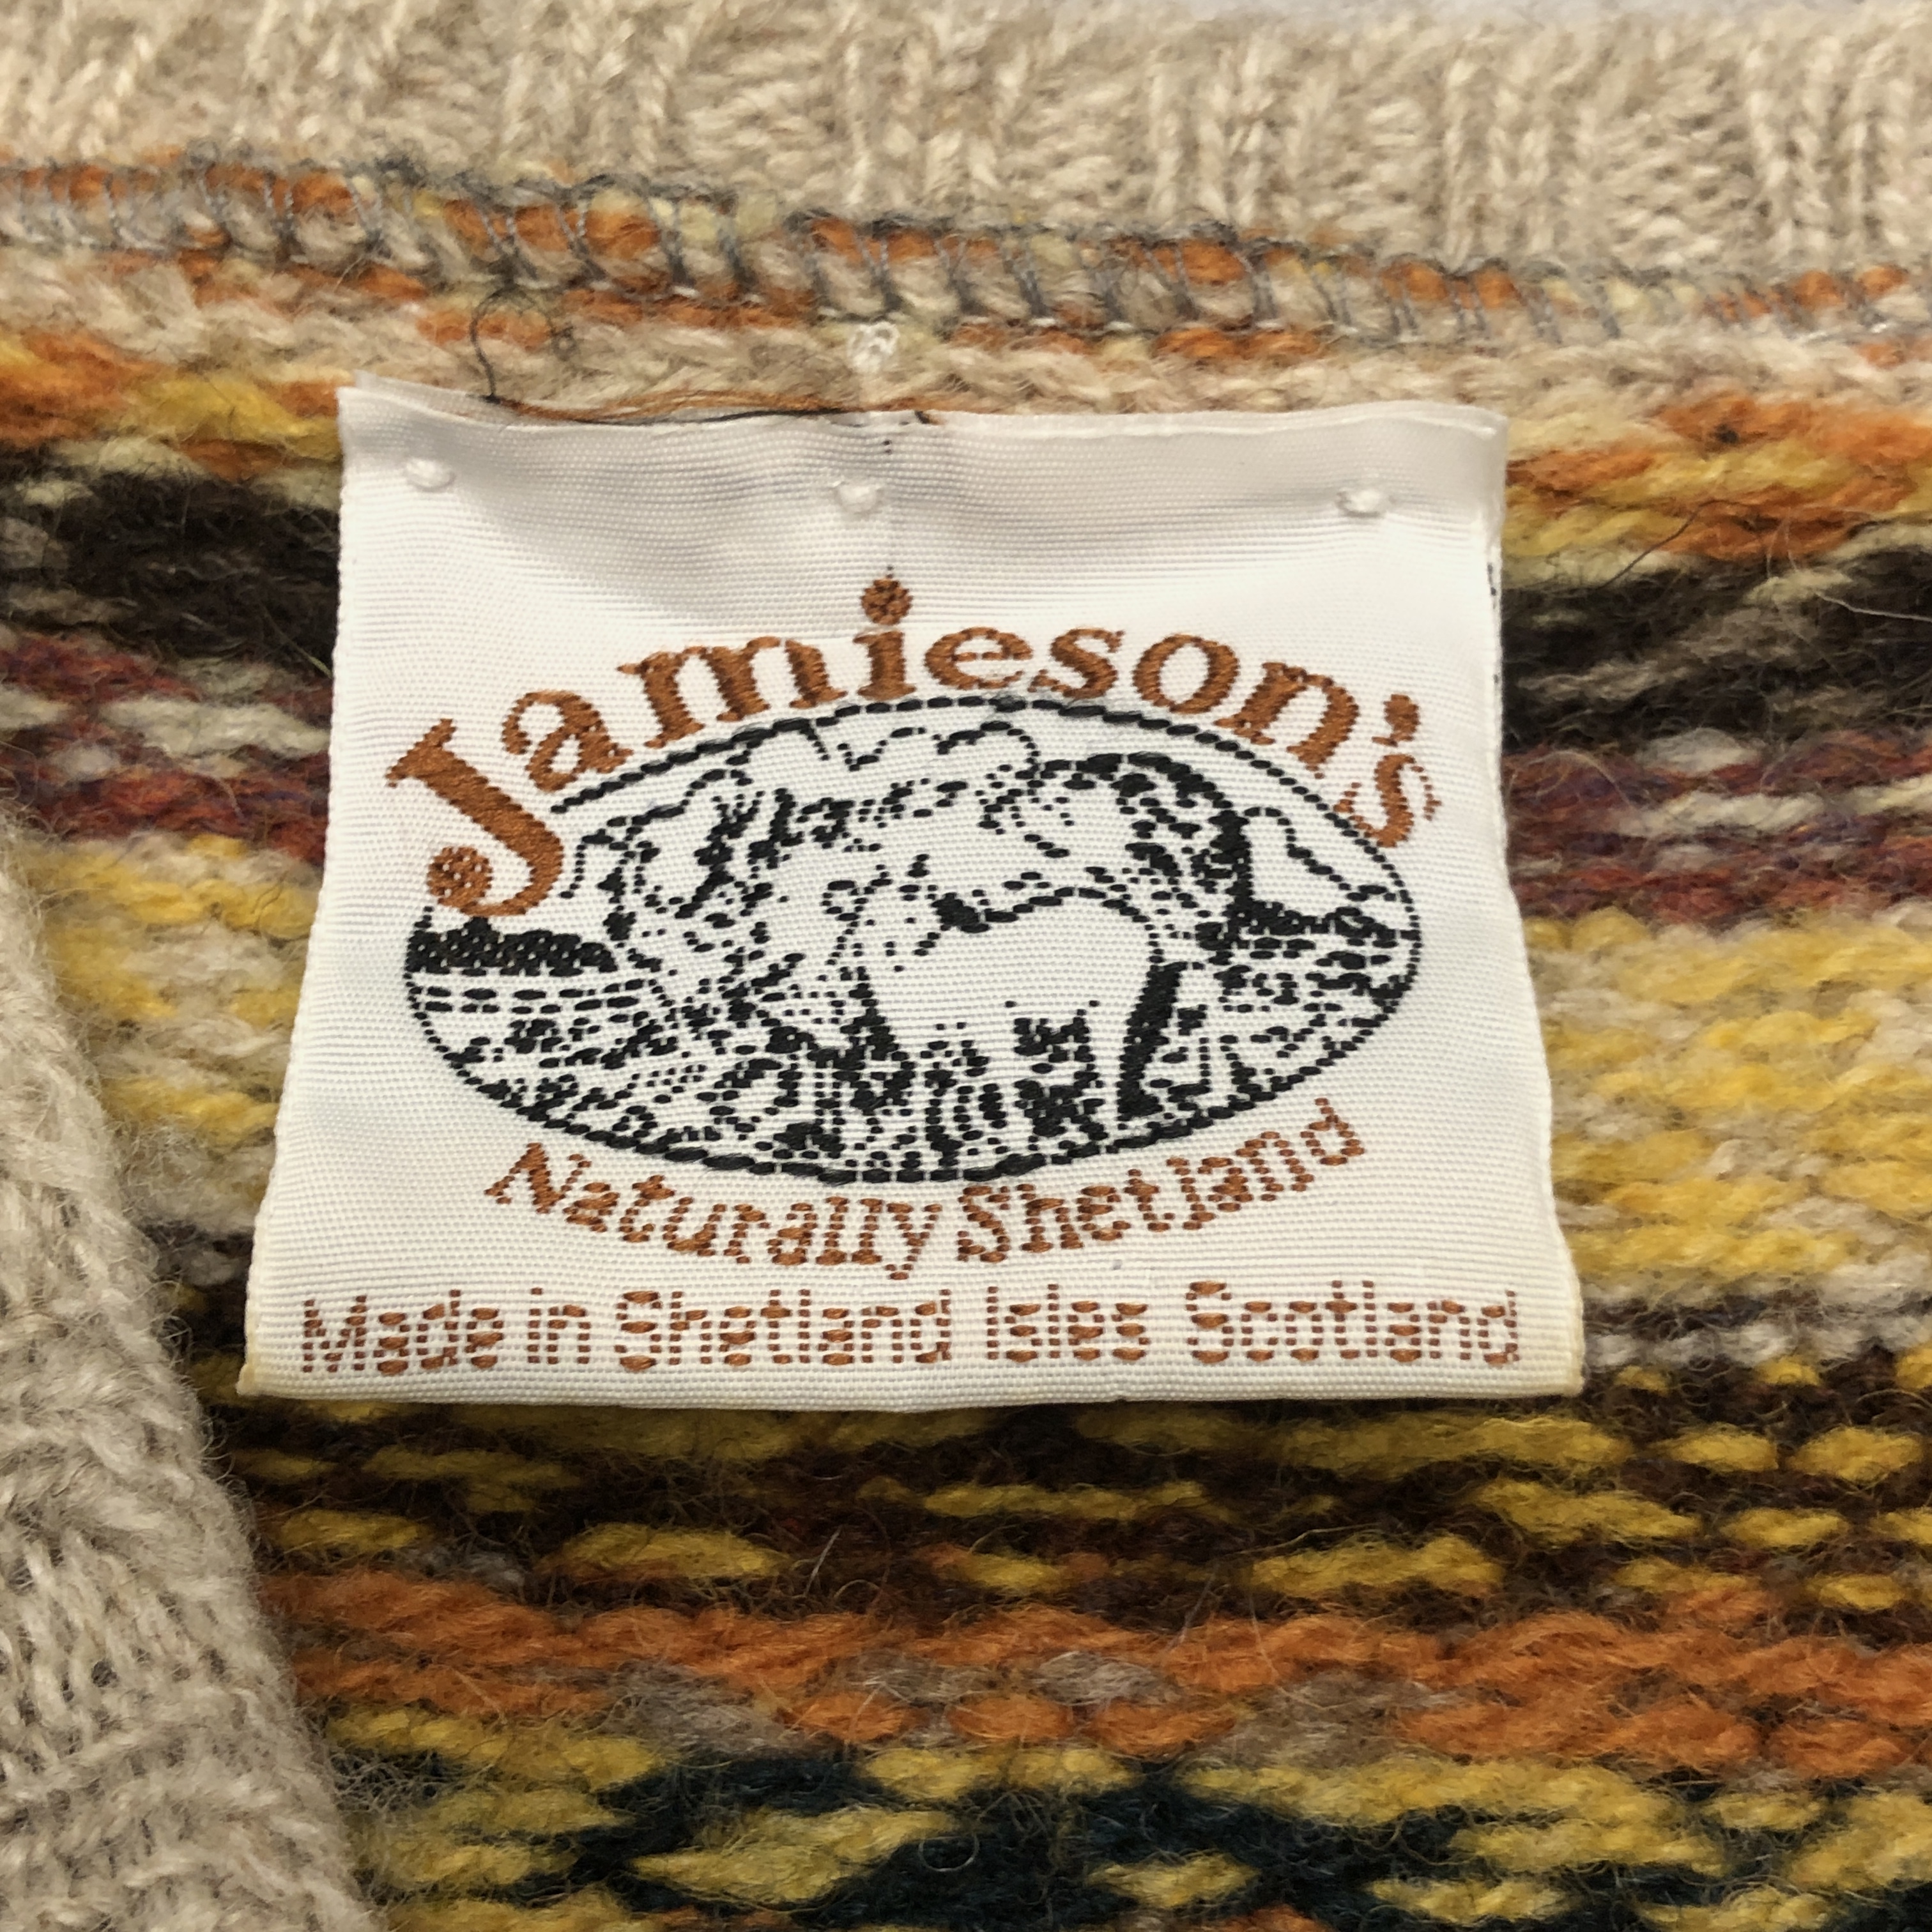 Jamieson's
Naturally Shetland
Made in Shetland Isles Scotland